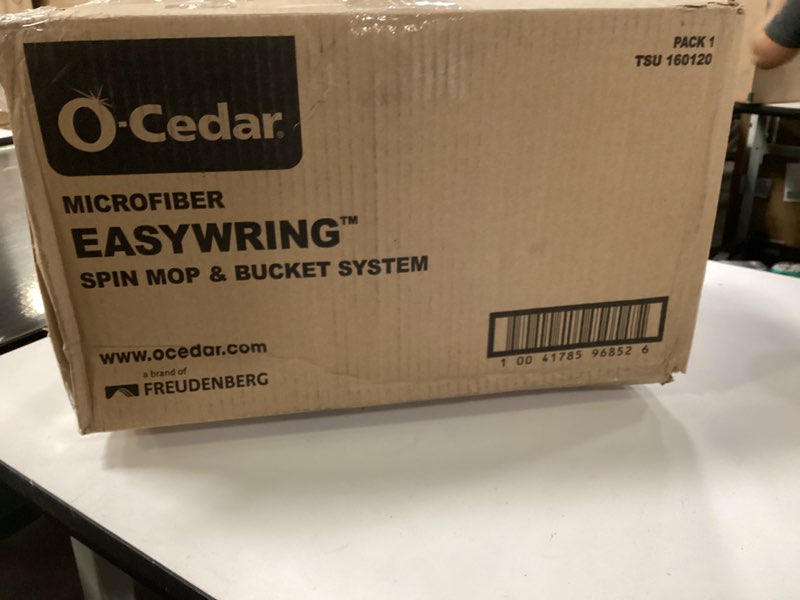 O-Cedar®
PACK 1
TSU 160120
MICROFIBER
EASYWRING™
SPIN MOP & BUCKET SYSTEM
www.ocedar.com
a brand of
FREUDENBERG
1 00 41785 96852 6